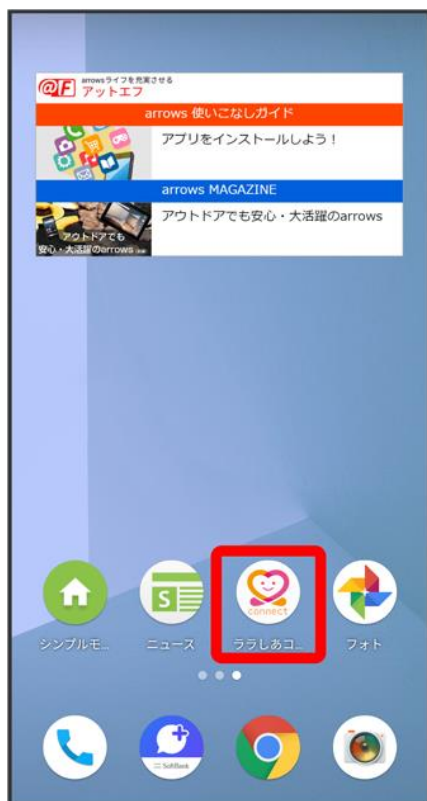 @F arrowsライフを充実させる
アットエフ
arrows 使いこなしガイド
アプリをインストールしよう！
arrows MAGAZINE
アウトドアでも安心・大活躍のarrows
アウトドアでも
安心・大活躍のarrows
S
connect
シンプルモ...
ニュース
ららしあコ...
フォト
SoftBank